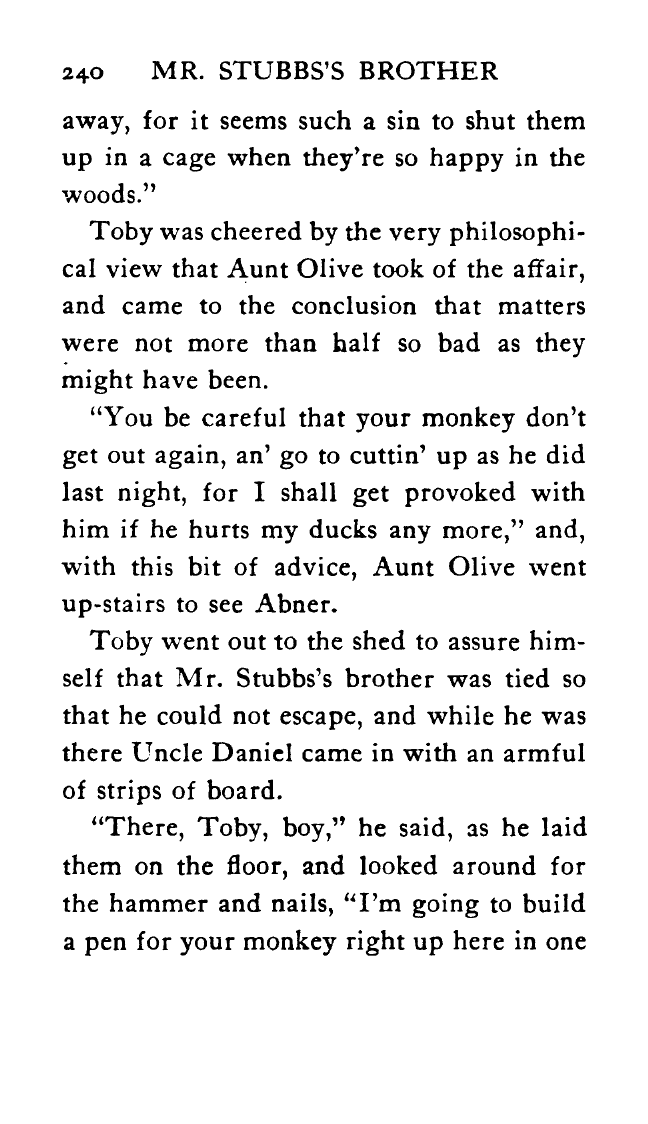 240 MR. STUBBS'S BROTHER
away, for it seems such a sin to shut them
up in a cage when they're so happy in the
woods."
Toby was cheered by the very philosophi-
cal view that Aunt Olive took of the affair,
and came to the conclusion that matters
were not more than half so bad as they
might have been.
"You be careful that your monkey don't
get out again, an' go to cuttin' up as he did
last night, for I shall get provoked with
him if he hurts my ducks any more," and,
with this bit of advice, Aunt Olive went
up-stairs to see Abner.
Toby went out to the shed to assure him-
self that Mr. Stubbs's brother was tied so
that he could not escape, and while he was
there Uncle Daniel came in with an armful
of strips of board.
"There, Toby, boy," he said, as he laid
them on the floor, and looked around for
the hammer and nails, "I'm going to build
a pen for your monkey right up here in one